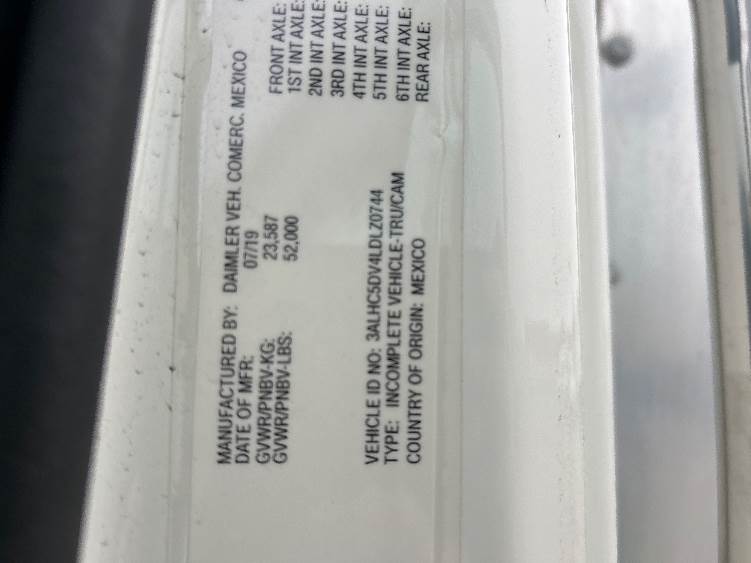 MANUFACTURED BY: DAIMLER VEH. COMERC. MEXICO
DATE OF MFR: 07/19
GVWR/PNBV-KG: 23,587
GVWR/PNBV-LBS: 52,000
FRONT AXLE:
1ST INT AXLE:
2ND INT AXLE:
3RD INT AXLE:
4TH INT AXLE:
5TH INT AXLE:
6TH INT AXLE:
REAR AXLE:
VEHICLE ID NO: 3ALHC5DV4LDLZ0744
TYPE: INCOMPLETE VEHICLE-TRU/CAM
COUNTRY OF ORIGIN: MEXICO